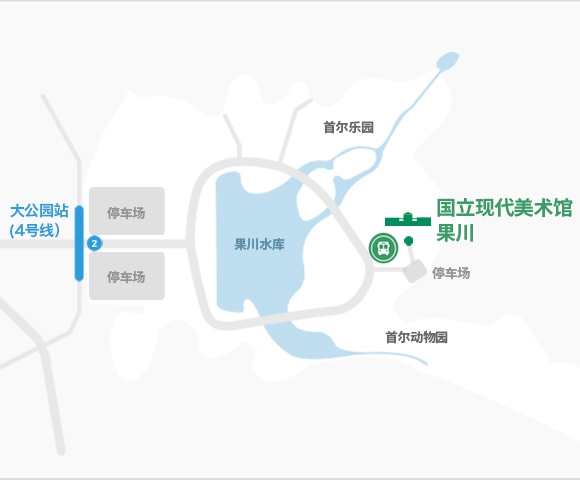 首尔乐园
国立现代美术馆
果川
大公园站
(4号线）
停车场
2
果川水库
停车场
停车场
首尔动物园